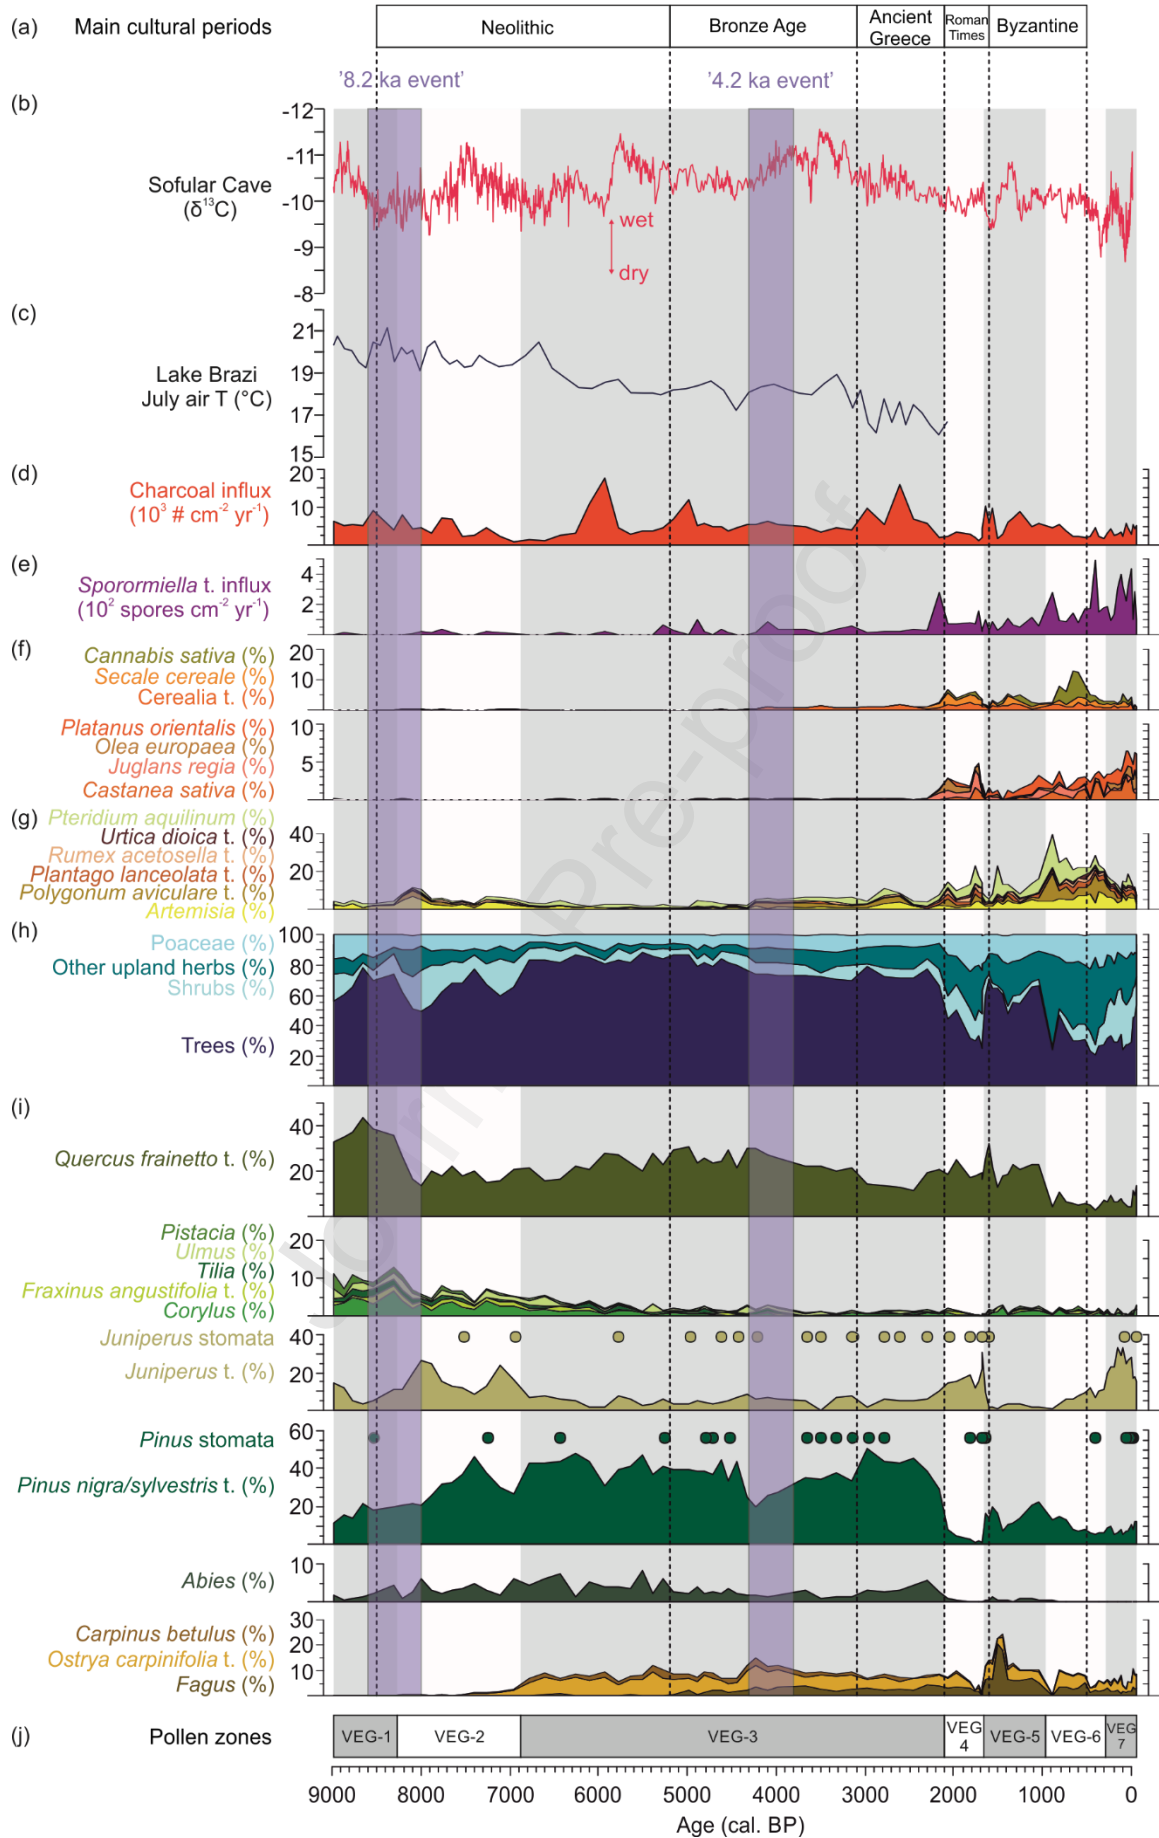 (a) Main cultural periods Neolithic Bronze Age Ancient Greece Roman Times Byzantine
'8.2 ka event' '4.2 ka event'
(b)
Sofular Cave
(δ¹³C)
-12
-11
-10
-9
-8
wet
dry
(c)
Lake Brazi
July air T (°C)
21
19
17
15
(d)
Charcoal influx
(10³ # cm⁻² yr⁻¹)
20
10
0
(e)
Sporormiella t. influx
(10² spores cm⁻² yr⁻¹)
4
2
(f)
Cannabis sativa (%)
Secale cereale (%)
Cerealia t. (%)
20
10
Platanus orientalis (%)
Olea europaea (%)
Juglans regia (%)
Castanea sativa (%)
10
5
(g)
Pteridium aquilinum (%)
Urtica dioica t. (%)
Rumex acetosella t. (%)
Plantago lanceolata t. (%)
Polygonum aviculare t. (%)
Artemisia (%)
40
20
(h)
Poaceae (%)
Other upland herbs (%)
Shrubs (%)
Trees (%)
100
80
60
40
20
(i)
Quercus frainetto t. (%)
40
20
Pistacia (%)
Ulmus (%)
Tilia (%)
Fraxinus angustifolia t. (%)
Corylus (%)
20
10
Juniperus stomata
Juniperus t. (%)
40
20
Pinus stomata
Pinus nigra/sylvestris t. (%)
60
40
20
Abies (%)
10
Carpinus betulus (%)
Ostrya carpinifolia t. (%)
Fagus (%)
30
20
10
(j) Pollen zones VEG-1 VEG-2 VEG-3 VEG 4 VEG-5 VEG-6 VEG 7
9000 8000 7000 6000 5000 4000 3000 2000 1000 0
Age (cal. BP)
Journal Pre-proof